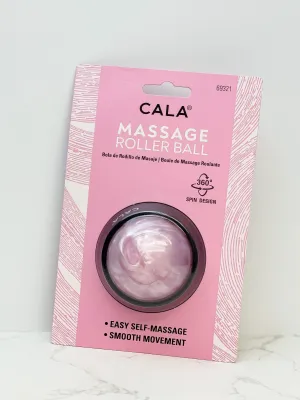 69321
CALA®
MASSAGE
ROLLER BALL
Bola de Rodillo de Masaje / Boule de Massage Roulante
360°
SPIN DESIGN
CALA
• EASY SELF-MASSAGE
• SMOOTH MOVEMENT